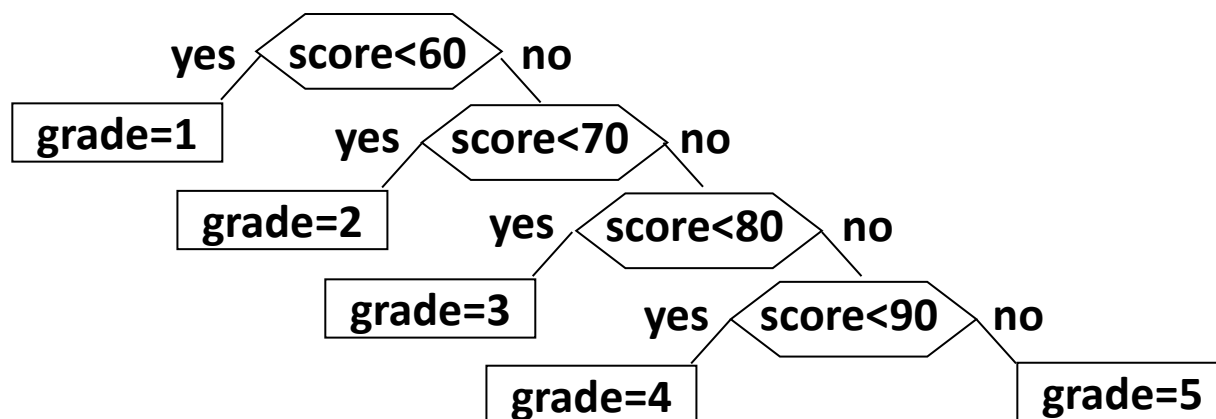 yes score<60 no
grade=1 yes score<70 no
grade=2 yes score<80 no
grade=3 yes score<90 no
grade=4 grade=5